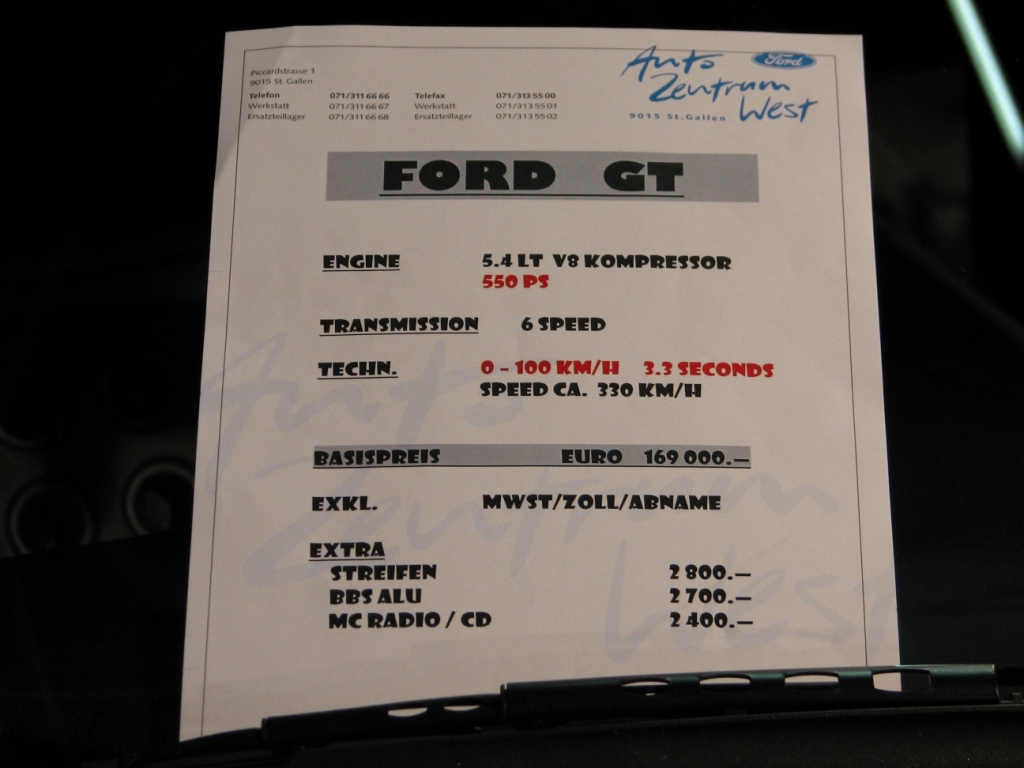 Piccardstrasse 1
9015 St. Gallen
Telefon 071/311 66 66 Telefax 071/313 55 00
Werkstatt 071/311 66 67 Werkstatt 071/313 55 01
Ersatzteillager 071/311 66 68 Ersatzteillager 071/313 55 02
Auto Ford
Zentrum
West
9015 St.Gallen
FORD GT
ENGINE 5.4 LT V8 KOMPRESSOR
550 PS
TRANSMISSION 6 SPEED
TECHN. 0 – 100 KM/H 3.3 SECONDS
SPEED CA. 330 KM/H
BASISPREIS EURO 169 000.—
EXKL. MWST/ZOLL/ABNAME
EXTRA
STREIFEN 2 800.—
BBS ALU 2 700.—
MC RADIO / CD 2 400.—
Auto
Zentrum
West